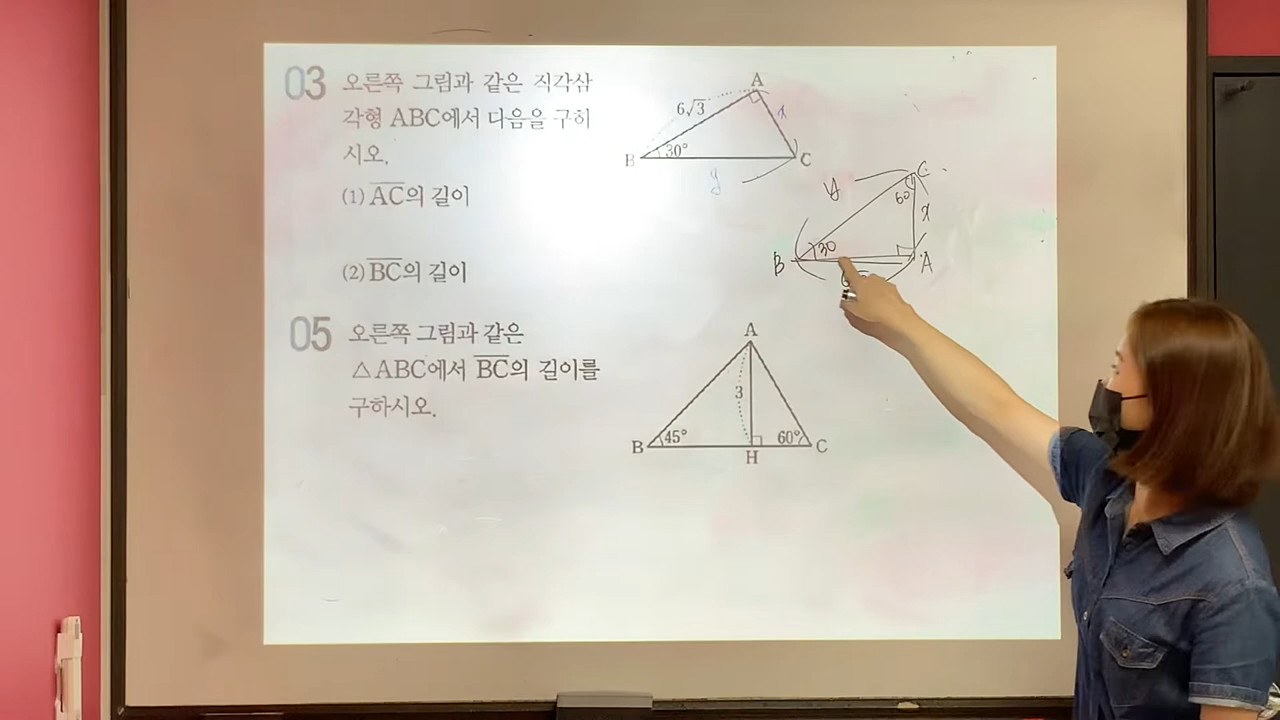 03 오른쪽 그림과 같은 직각삼
각형 ABC에서 다음을 구하
시오.
(1) AC의 길이
(2) BC의 길이
A
6√3
x
B
30°
C
y
C
y
60
x
30
B
A
05 오른쪽 그림과 같은
△ABC에서 BC의 길이를
구하시오.
A
3
B
45°
60°
C
H